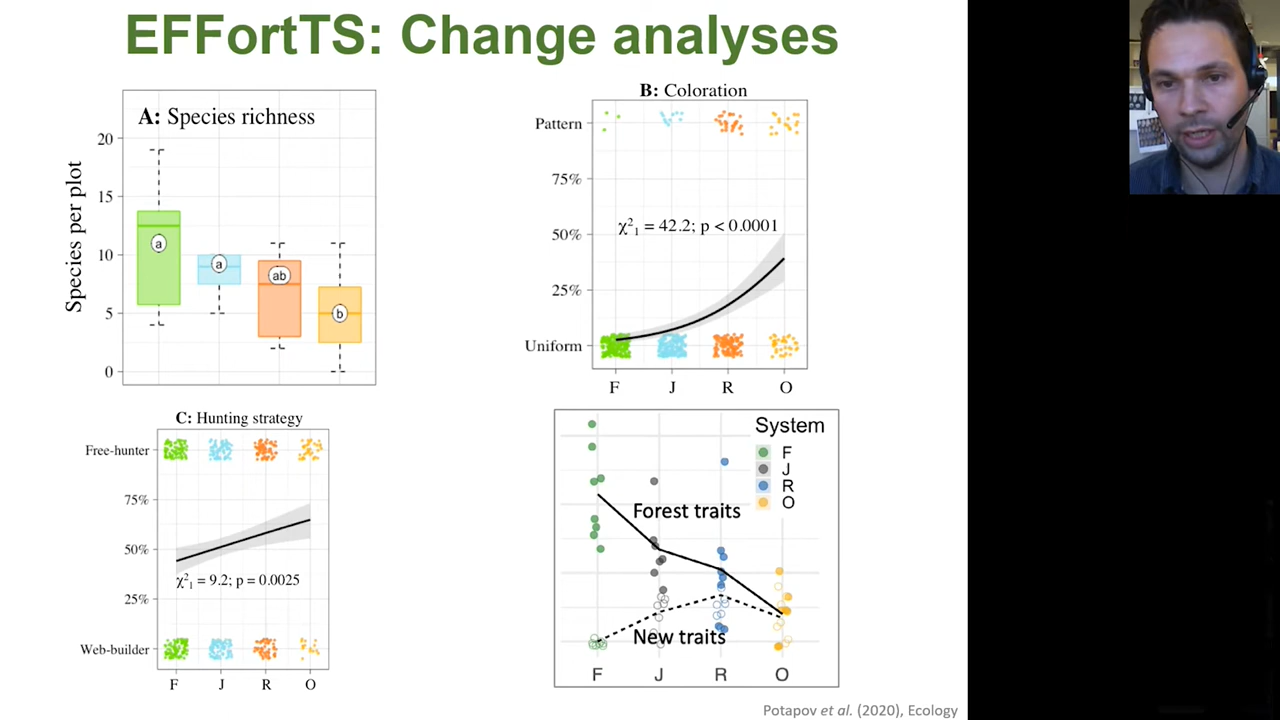 EFFortTS: Change analyses
A: Species richness
Species per plot
20
15
10
5
0
a
a
ab
b
B: Coloration
Pattern
75%
50%
25%
Uniform
χ²₁ = 42.2; p < 0.0001
F J R O
C: Hunting strategy
Free-hunter
75%
50%
25%
Web-builder
χ²₁ = 9.2; p = 0.0025
F J R O
System
F
J
R
O
Forest traits
New traits
F J R O
Potapov et al. (2020), Ecology